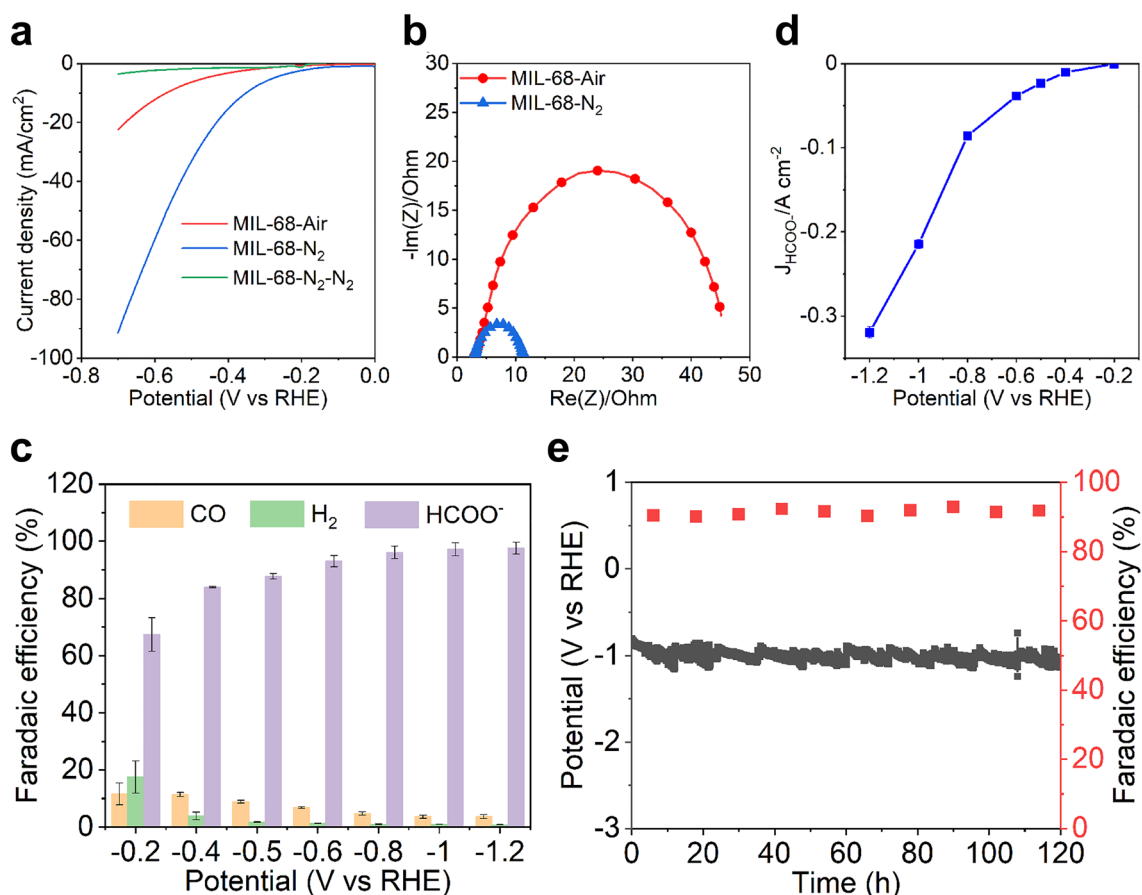 a
0
-20
-40
-60
-80
-100
Current density (mA/cm²)
MIL-68-Air
MIL-68-N₂
MIL-68-N₂-N₂
-0.8 -0.6 -0.4 -0.2 0.0
Potential (V vs RHE)
b
30
25
20
15
10
5
0
-Im(Z)/Ohm
MIL-68-Air
MIL-68-N₂
0 10 20 30 40 50
Re(Z)/Ohm
d
0
-0.1
-0.2
-0.3
J_HCOO⁻/A cm⁻²
-1.2 -1 -0.8 -0.6 -0.4 -0.2
Potential (V vs RHE)
c
120
100
80
60
40
20
0
Faradaic efficiency (%)
CO H₂ HCOO⁻
-0.2 -0.4 -0.5 -0.6 -0.8 -1 -1.2
Potential (V vs RHE)
e
1
0
-1
-2
-3
Potential (V vs RHE)
100
80
60
40
20
0
Faradaic efficiency (%)
0 20 40 60 80 100 120
Time (h)